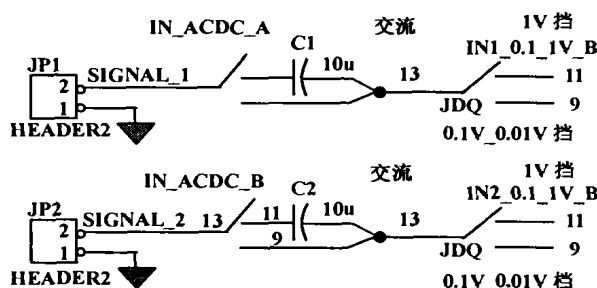 IN_ACDC_A
交流
1V 挡
C1
IN1_0.1_1V_B
JP1
SIGNAL_1
10u
13
11
2
1
JDQ
9
HEADER2
0.1V_0.01V 挡
1V 挡
IN_ACDC_B
交流
C2
1N2_0.1_1V_B
JP2
SIGNAL_2
13
11
10u
13
11
2
9
1
JDQ
9
HEADER2
0.1V_0.01V 挡